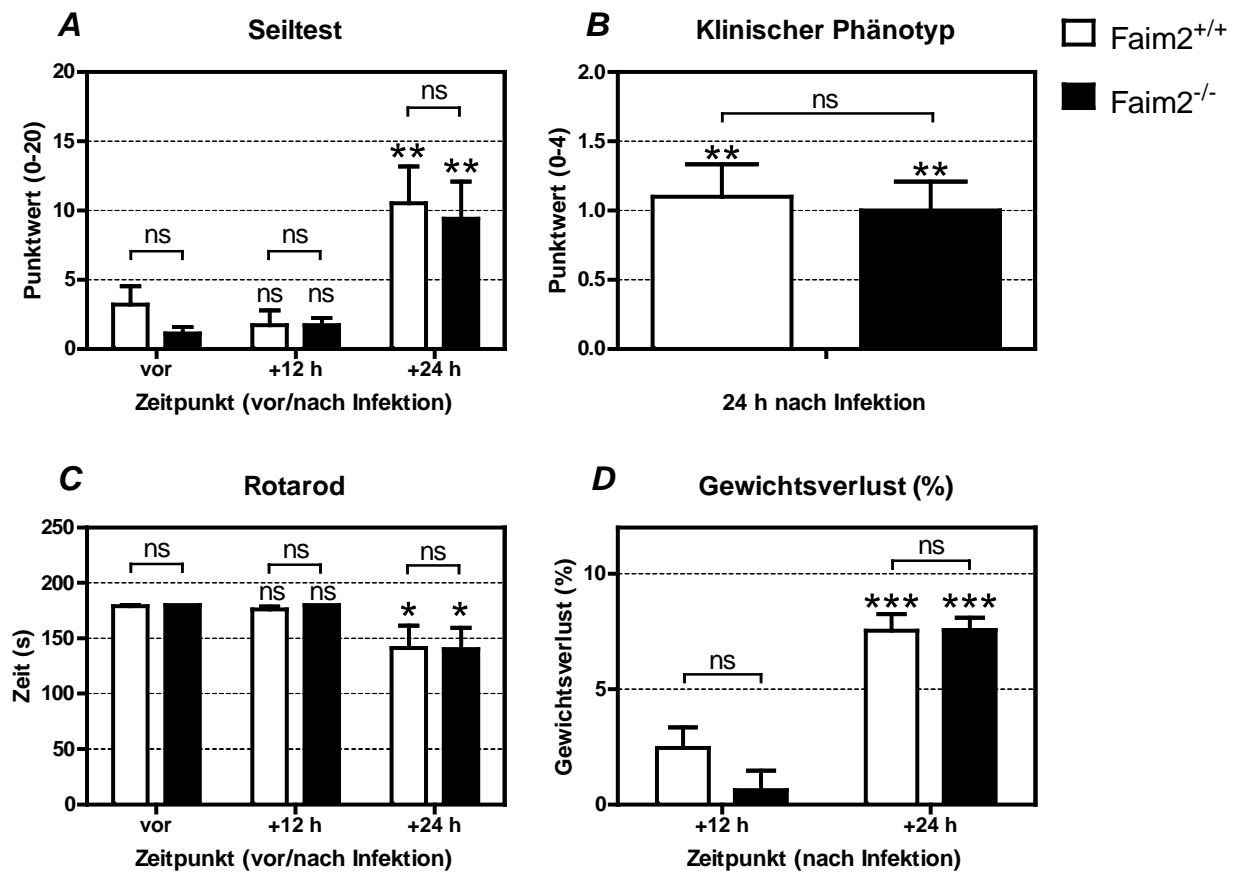 A Seiltest
Punktwert (0-20)
20
15
10
5
0
ns
ns
ns
** **
ns ns
vor +12 h +24 h
Zeitpunkt (vor/nach Infektion)
B Klinischer Phänotyp
Punktwert (0-4)
2.0
1.5
1.0
0.5
0.0
ns
** **
24 h nach Infektion
Faim2+/+
Faim2-/-
C Rotarod
Zeit (s)
250
200
150
100
50
0
ns ns ns
ns ns
* *
vor +12 h +24 h
Zeitpunkt (vor/nach Infektion)
D Gewichtsverlust (%)
Gewichtsverlust (%)
10
5
0
ns
*** ***
ns
+12 h +24 h
Zeitpunkt (nach Infektion)